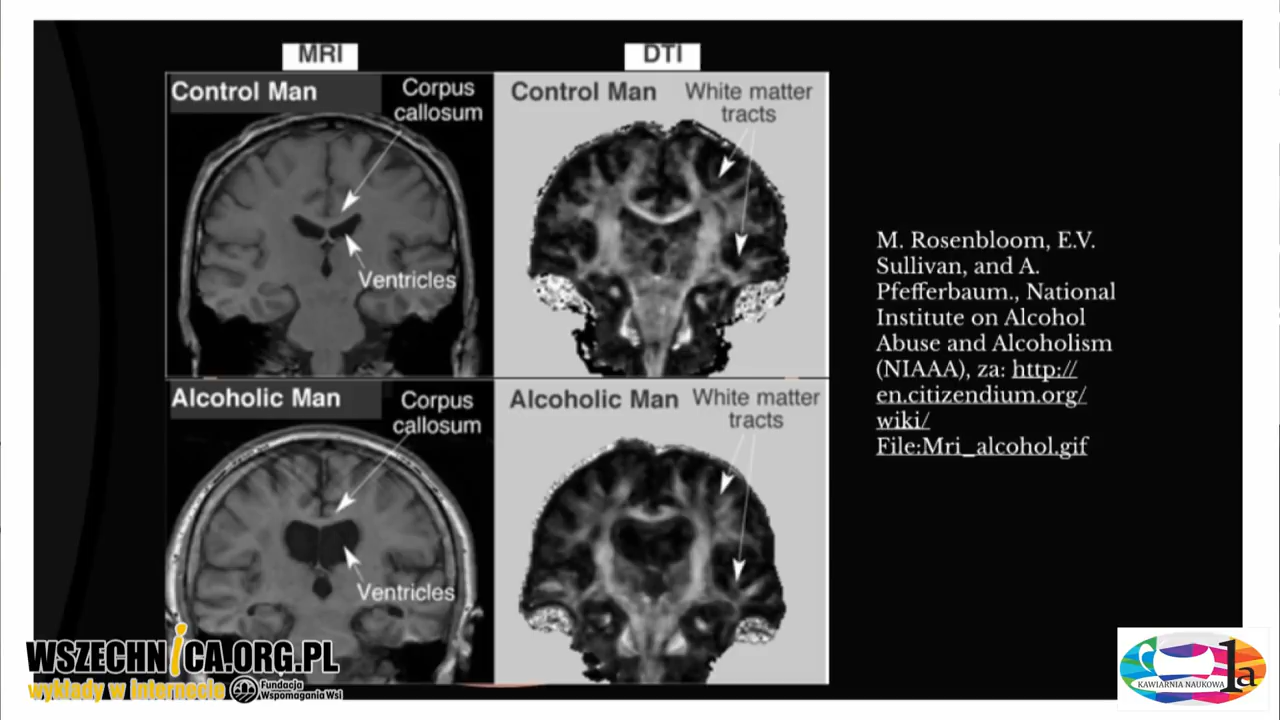 MRI
DTI
Control Man
Corpus
callosum
Ventricles
Control Man
White matter
tracts
Alcoholic Man
Corpus
callosum
Ventricles
Alcoholic Man
White matter
tracts
M. Rosenbloom, E.V.
Sullivan, and A.
Pfefferbaum., National
Institute on Alcohol
Abuse and Alcoholism
(NIAAA), za: http://
en.citizendium.org/
wiki/
File:Mri_alcohol.gif
WSZECHNiCA.ORG.PL
wykłady w internecie
Fundacja
Wspomagania Wsi
KAWIARNIA NAUKOWA
1a